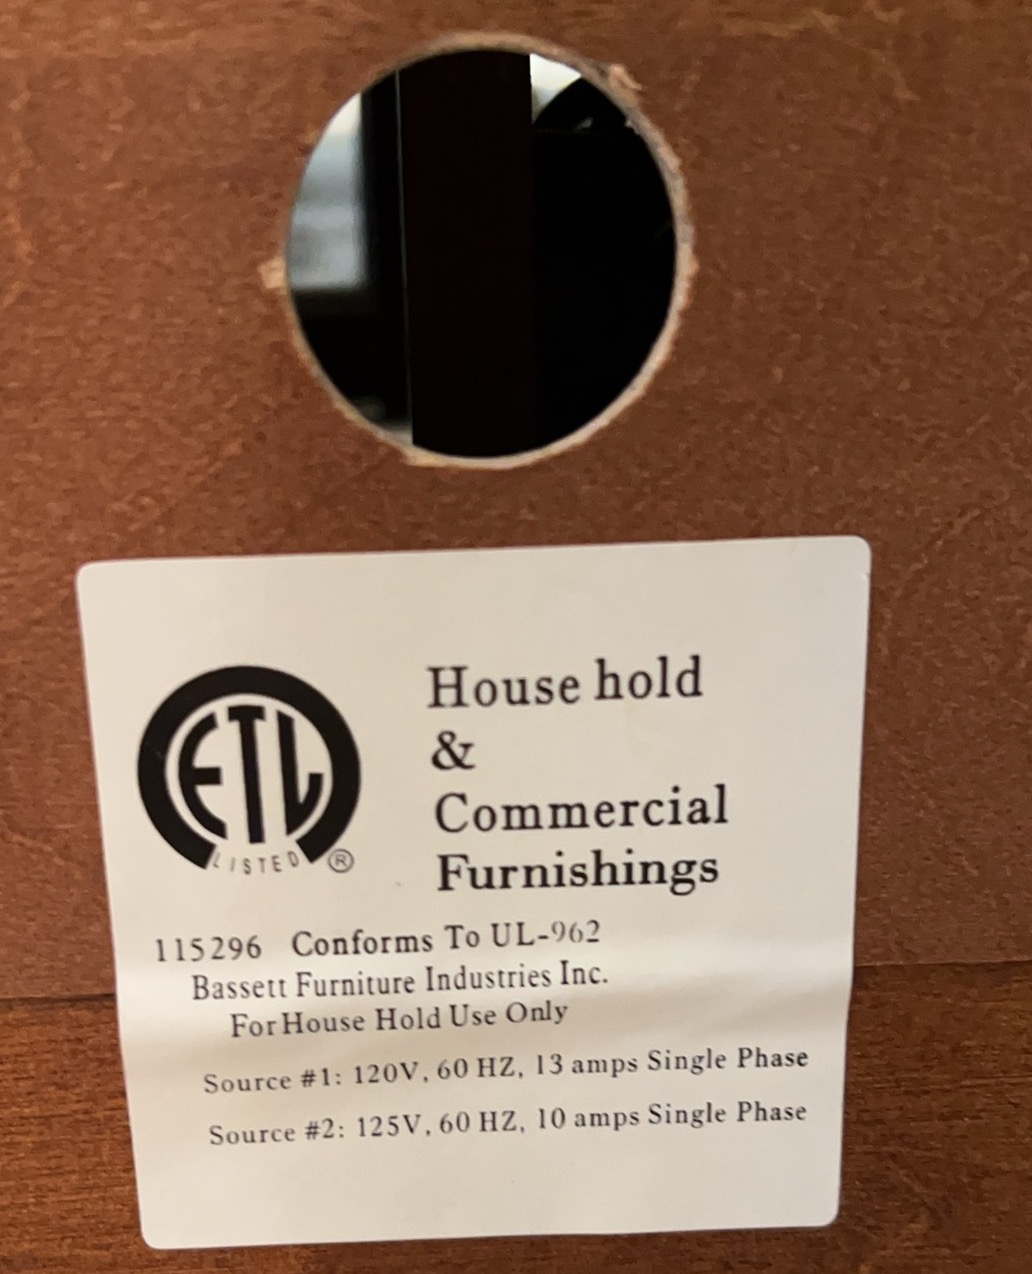 ETL
LISTED ®
House hold
&
Commercial
Furnishings
115296 Conforms To UL-962
Bassett Furniture Industries Inc.
For House Hold Use Only
Source #1: 120V, 60 HZ, 13 amps Single Phase
Source #2: 125V, 60 HZ, 10 amps Single Phase